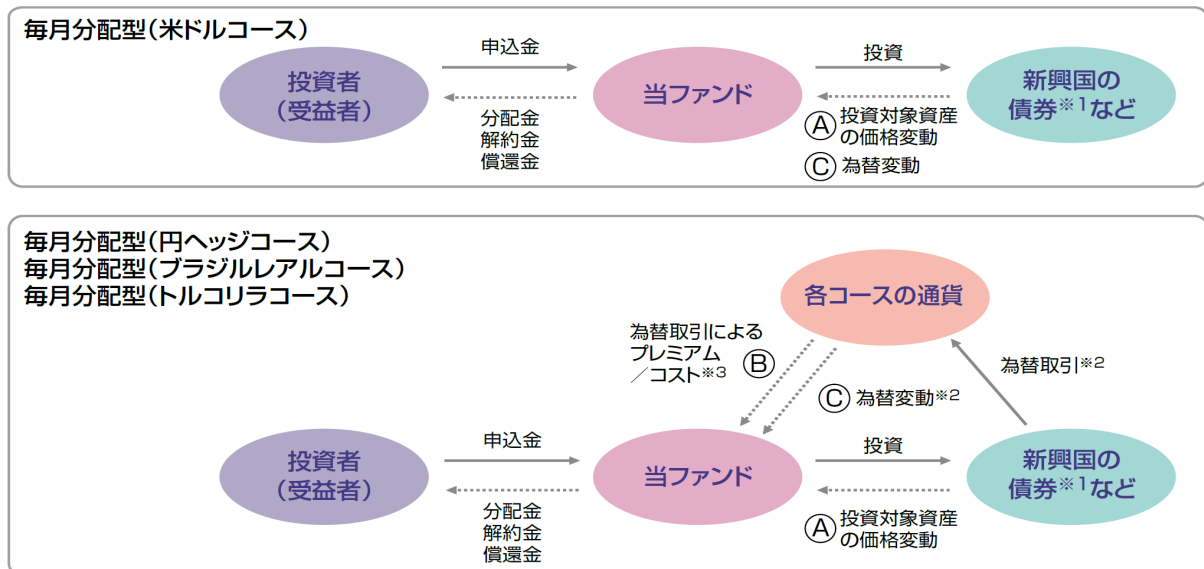 毎月分配型（米ドルコース）
投資者
（受益者）
申込金
分配金
解約金
償還金
当ファンド
投資
Ⓐ 投資対象資産
の価格変動
Ⓒ 為替変動
新興国の
債券※1など
毎月分配型（円ヘッジコース）
毎月分配型（ブラジルレアルコース）
毎月分配型（トルコリラコース）
各コースの通貨
為替取引による
プレミアム
／コスト※3
Ⓑ
Ⓒ 為替変動※2
為替取引※2
投資者
（受益者）
申込金
分配金
解約金
償還金
当ファンド
投資
Ⓐ 投資対象資産
の価格変動
新興国の
債券※1など